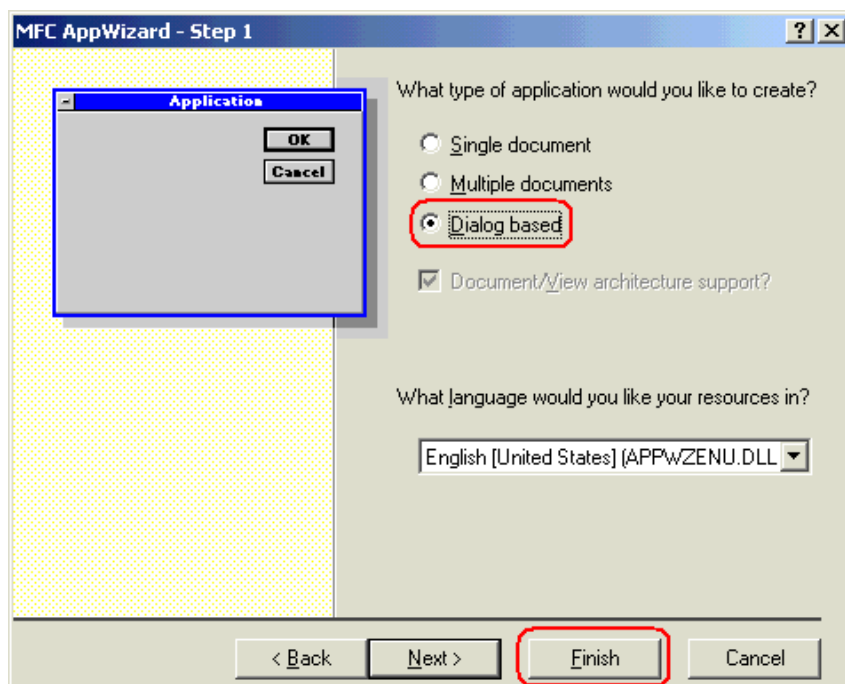 MFC AppWizard - Step 1
Application
OK
Cancel
What type of application would you like to create?
Single document
Multiple documents
Dialog based
Document/View architecture support?
What language would you like your resources in?
English [United States] (APPWZENU.DLL
< Back
Next >
Finish
Cancel